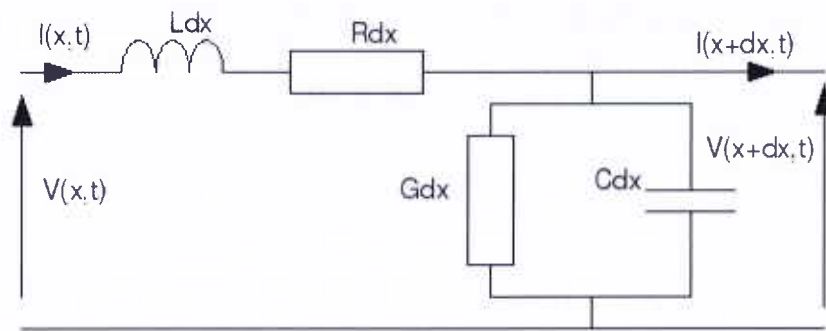 I(x,t)
Ldx
Rdx
I(x+dx,t)
V(x,t)
Gdx
Cdx
V(x+dx,t)